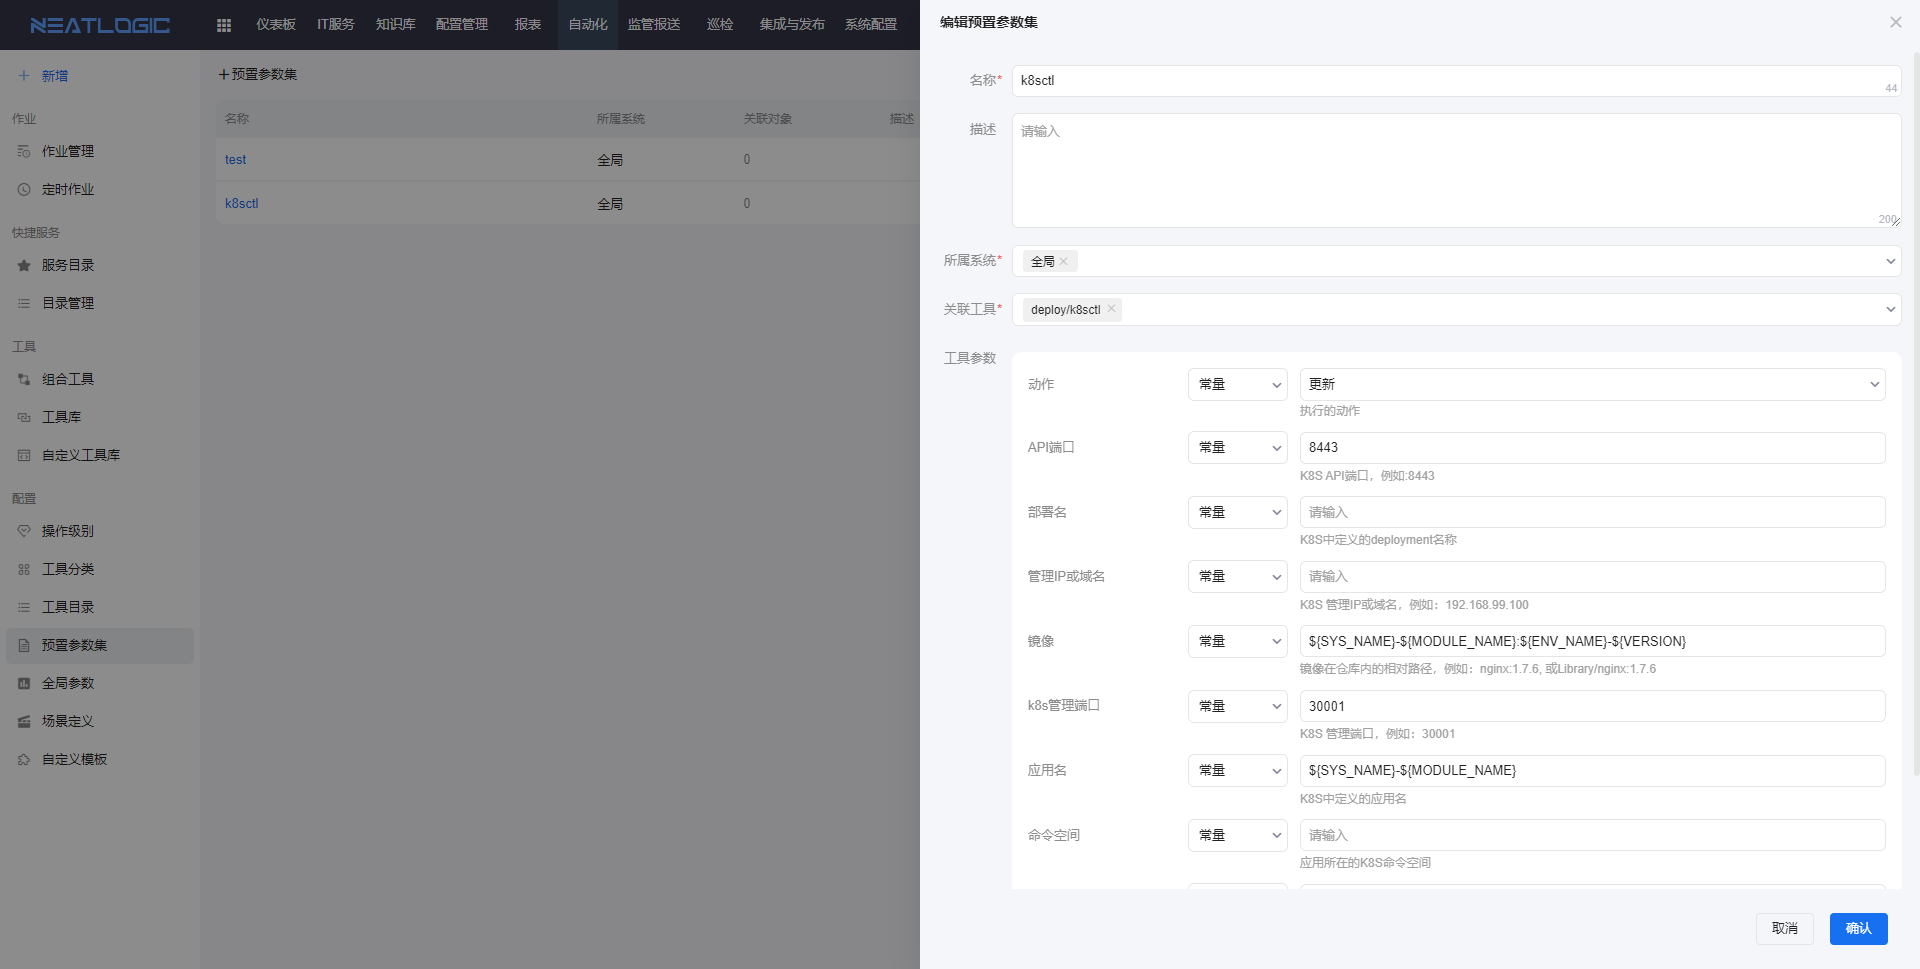 NEATLOGIC
仪表板 IT服务 知识库 配置管理 报表 自动化 监管报送 巡检 集成与发布 系统配置
新增
作业
作业管理
定时作业
快捷服务
服务目录
目录管理
工具
组合工具
工具库
自定义工具库
配置
操作级别
工具分类
工具目录
预置参数集
全局参数
场景定义
自定义模板
预置参数集
名称 所属系统 关联对象 描述
test 全局 0
k8sctl 全局 0
编辑预置参数集
名称* k8sctl 44
描述 请输入 200
所属系统* 全局
关联工具* deploy/k8sctl
工具参数
动作 常量 更新
执行的动作
API端口 常量 8443
K8S API端口，例如:8443
部署名 常量 请输入
K8S中定义的deployment名称
管理IP或域名 常量 请输入
K8S 管理IP或域名，例如：192.168.99.100
镜像 常量 ${SYS_NAME}-${MODULE_NAME}:${ENV_NAME}-${VERSION}
镜像在仓库内的相对路径，例如：nginx:1.7.6, 或Library/nginx:1.7.6
k8s管理端口 常量 30001
K8S 管理端口，例如：30001
应用名 常量 ${SYS_NAME}-${MODULE_NAME}
K8S中定义的应用名
命令空间 常量 请输入
应用所在的K8S命令空间
取消 确认